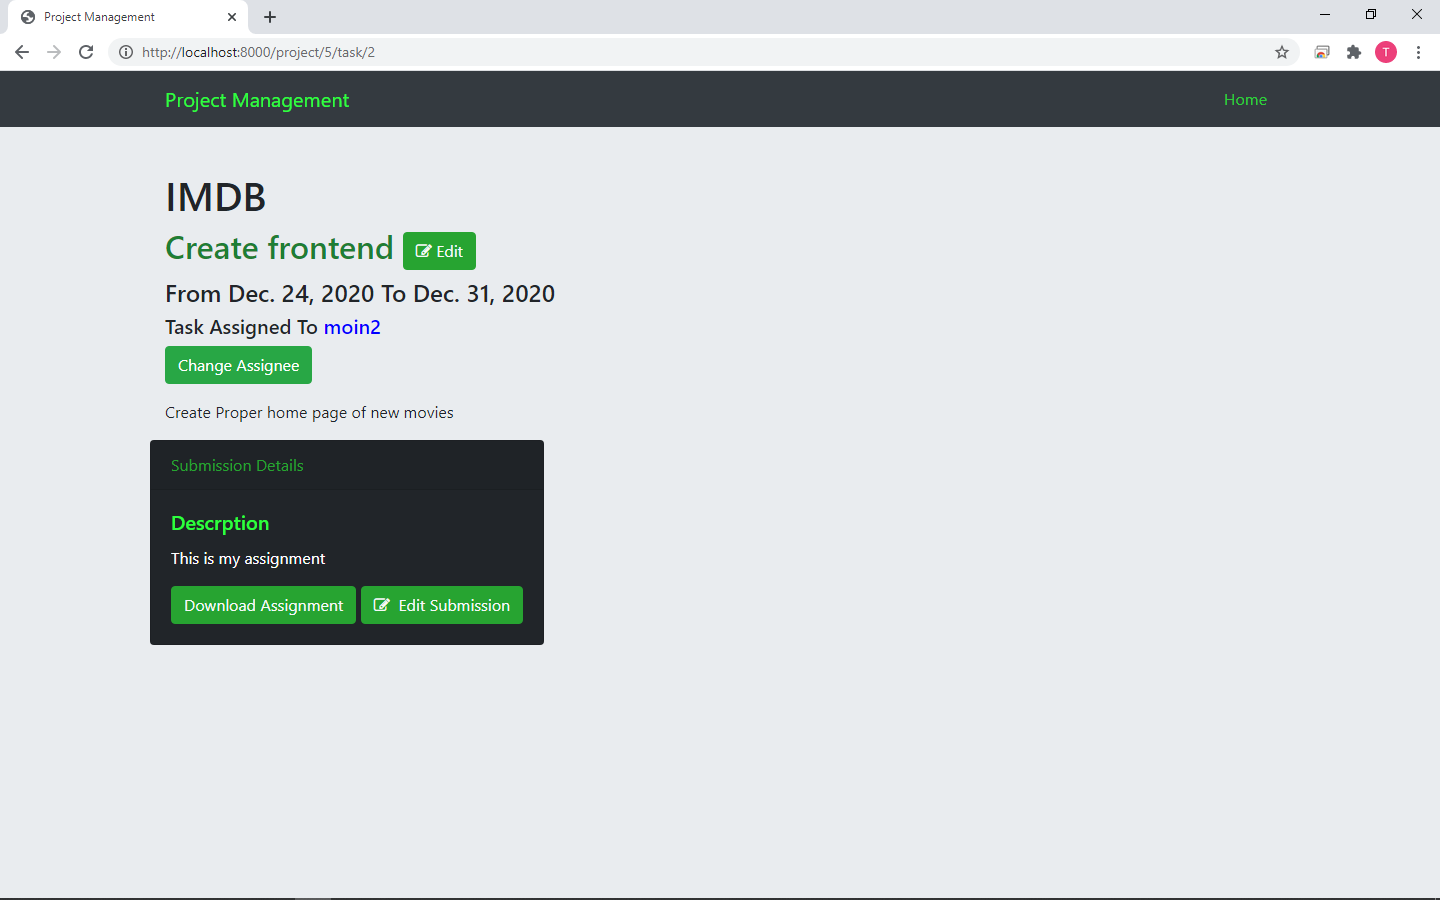 Project Management
http://localhost:8000/project/5/task/2
T
Project Management
Home
IMDB
Create frontend Edit
From Dec. 24, 2020 To Dec. 31, 2020
Task Assigned To moin2
Change Assignee
Create Proper home page of new movies
Submission Details
Descrption
This is my assignment
Download Assignment Edit Submission